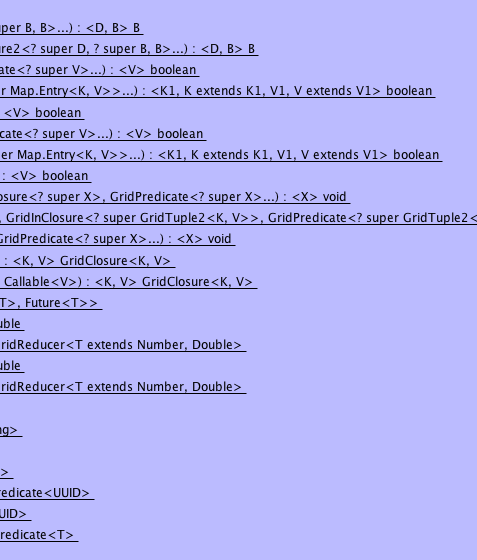 per B, B>...) : <D, B> B
re2<? super D, ? super B, B>...) : <D, B> B
ate<? super V>...) : <V> boolean
r Map.Entry<K, V>>...) : <K1, K extends K1, V1, V extends V1> boolean
<V> boolean
cate<? super V>...) : <V> boolean
er Map.Entry<K, V>>...) : <K1, K extends K1, V1, V extends V1> boolean
: <V> boolean
osure<? super X>, GridPredicate<? super X>...) : <X> void
, GridInClosure<? super GridTuple2<K, V>>, GridPredicate<? super GridTuple2<
GridPredicate<? super X>...) : <X> void
: <K, V> GridClosure<K, V>
Callable<V>) : <K, V> GridClosure<K, V>
T>, Future<T>>
uble
ridReducer<T extends Number, Double>
uble
ridReducer<T extends Number, Double>
ng>
>
redicate<UUID>
UID>
redicate<T>